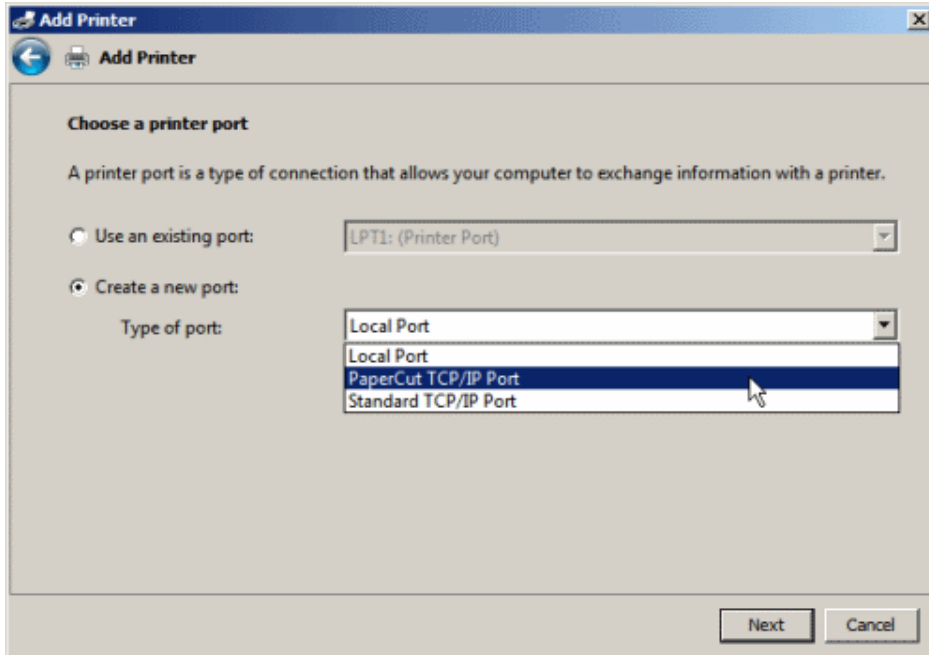 Add Printer
Add Printer
Choose a printer port
A printer port is a type of connection that allows your computer to exchange information with a printer.
Use an existing port: LPT1: (Printer Port)
Create a new port:
Type of port: Local Port
Local Port
PaperCut TCP/IP Port
Standard TCP/IP Port
Next Cancel